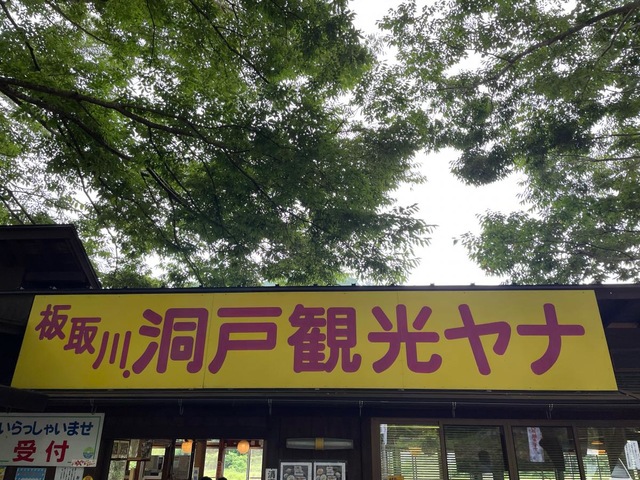 板取川 洞戸観光ヤナ
いらっしゃいませ
受付